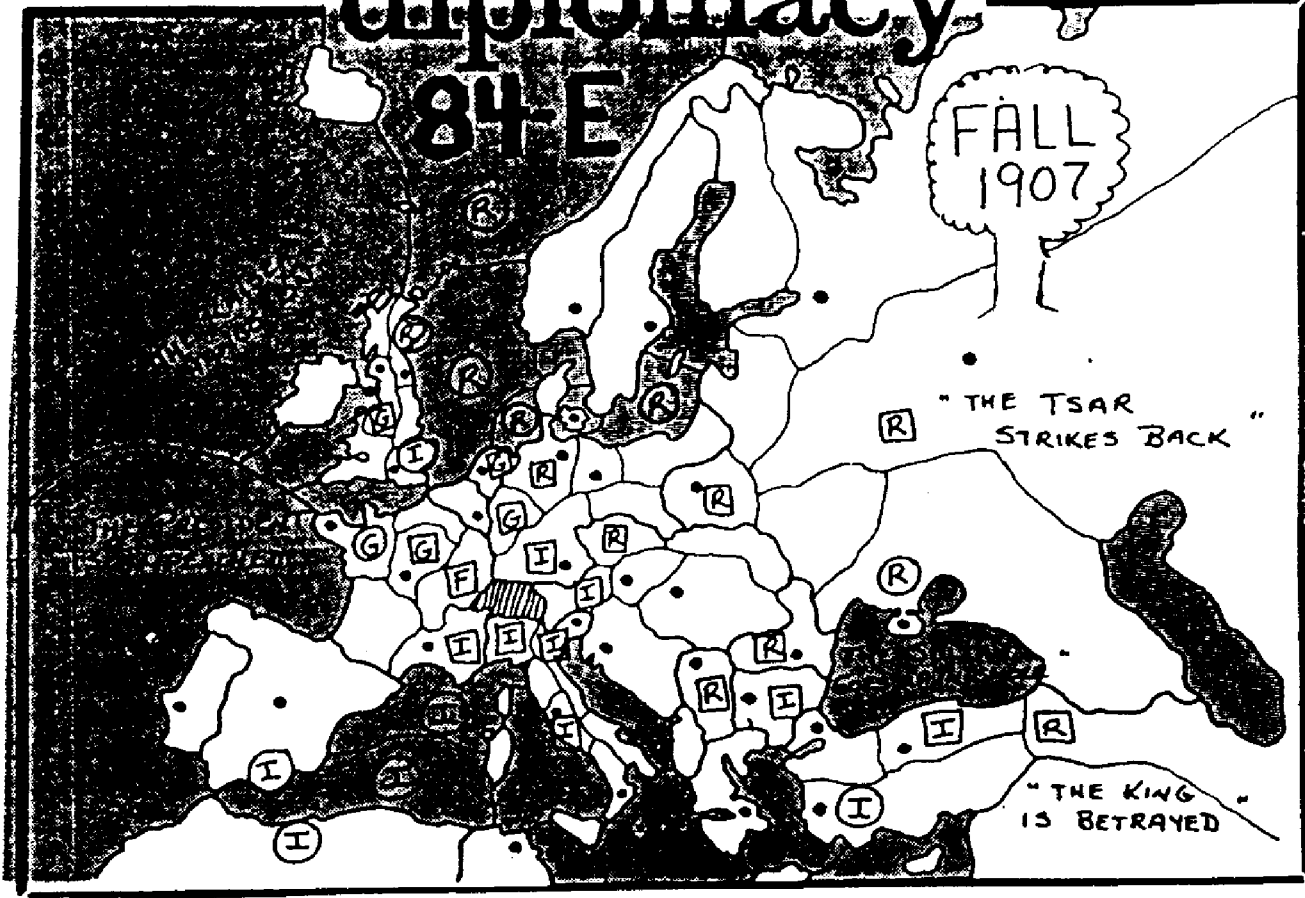 diplomacy
84-E
FALL
1907
R
R
R
" THE TSAR
STRIKES BACK "
R
R
R
G
I
G
R
R
G
G
G
I
R
F
I
R
I
I
I
R
R
I
I
I
R
I
I
I
I
" THE KING "
IS BETRAYED